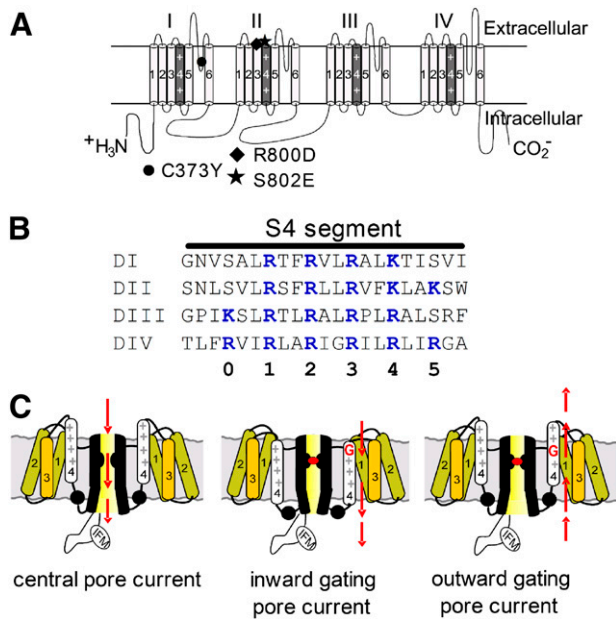 A
I II III IV
Extracellular
1 2 3 4 5 6 1 2 3 4 5 6 1 2 3 4 5 6 1 2 3 4 5 6
Intracellular
+H3N
CO2-
C373Y
R800D
S802E
B
S4 segment
DI GNVSALRTFRVLRALKTISVI
DII SNLSVLRSFRLLRVFKLAKSW
DIII GPIKSLRTLRALRPLRALSRF
DIV TLFRVIRLARIGRILRLIRGA
0 1 2 3 4 5
C
2 3 1 ++++ 4 ++++ 4 1 3 2
2 3 1 ++++ 4 G +++ 4 1 3 2
2 3 1 ++++ 4 ++G+ 4 1 3 2
IFM IFM IFM
central pore current
inward gating
pore current
outward gating
pore current